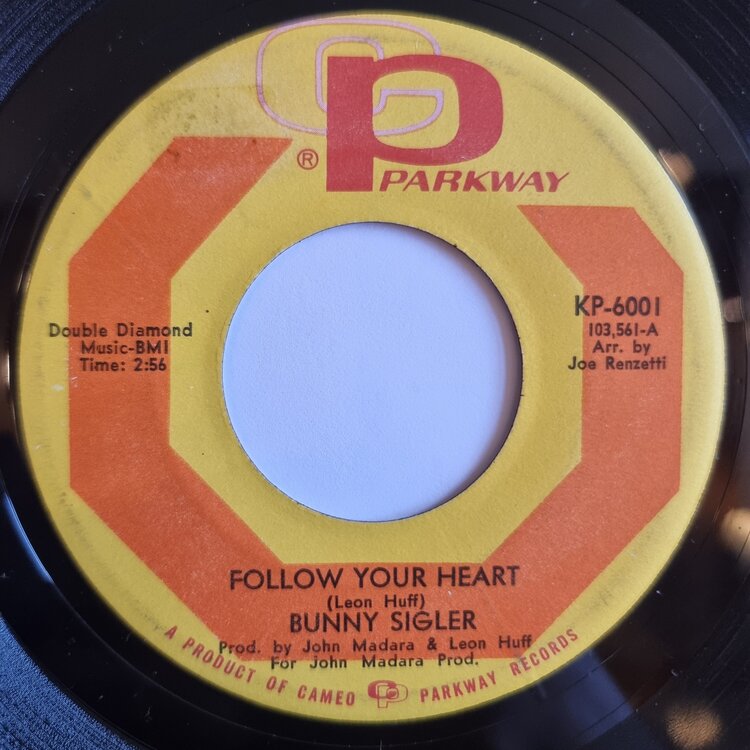 CP
® PARKWAY
Double Diamond
Music-BMI
Time: 2:56
KP-6001
103,561-A
Arr. by
Joe Renzetti
FOLLOW YOUR HEART
(Leon Huff)
BUNNY SIGLER
Prod. by John Madara & Leon Huff
For John Madara Prod.
A PRODUCT OF CAMEO CP PARKWAY RECORDS